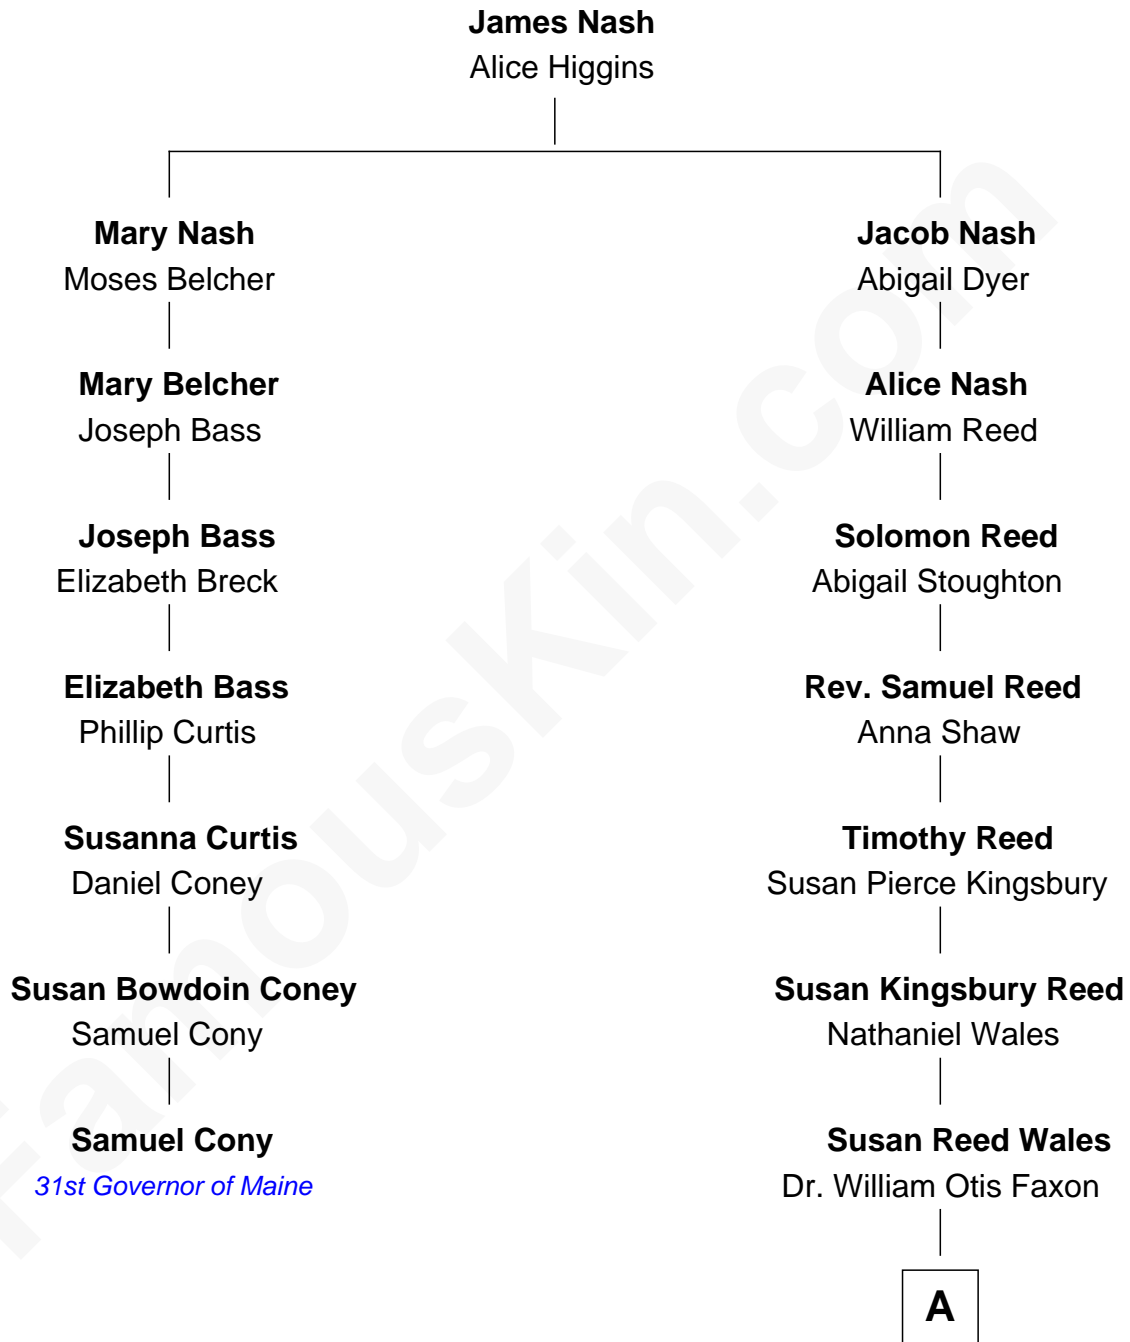 James Nash
Alice Higgins
Mary Nash
Moses Belcher
Jacob Nash
Abigail Dyer
Mary Belcher
Joseph Bass
Alice Nash
William Reed
Joseph Bass
Elizabeth Breck
Solomon Reed
Abigail Stoughton
Elizabeth Bass
Phillip Curtis
Rev. Samuel Reed
Anna Shaw
Susanna Curtis
Daniel Coney
Timothy Reed
Susan Pierce Kingsbury
Susan Bowdoin Coney
Samuel Cony
Susan Kingsbury Reed
Nathaniel Wales
Samuel Cony
31st Governor of Maine
Susan Reed Wales
Dr. William Otis Faxon
A
FamousKin.com